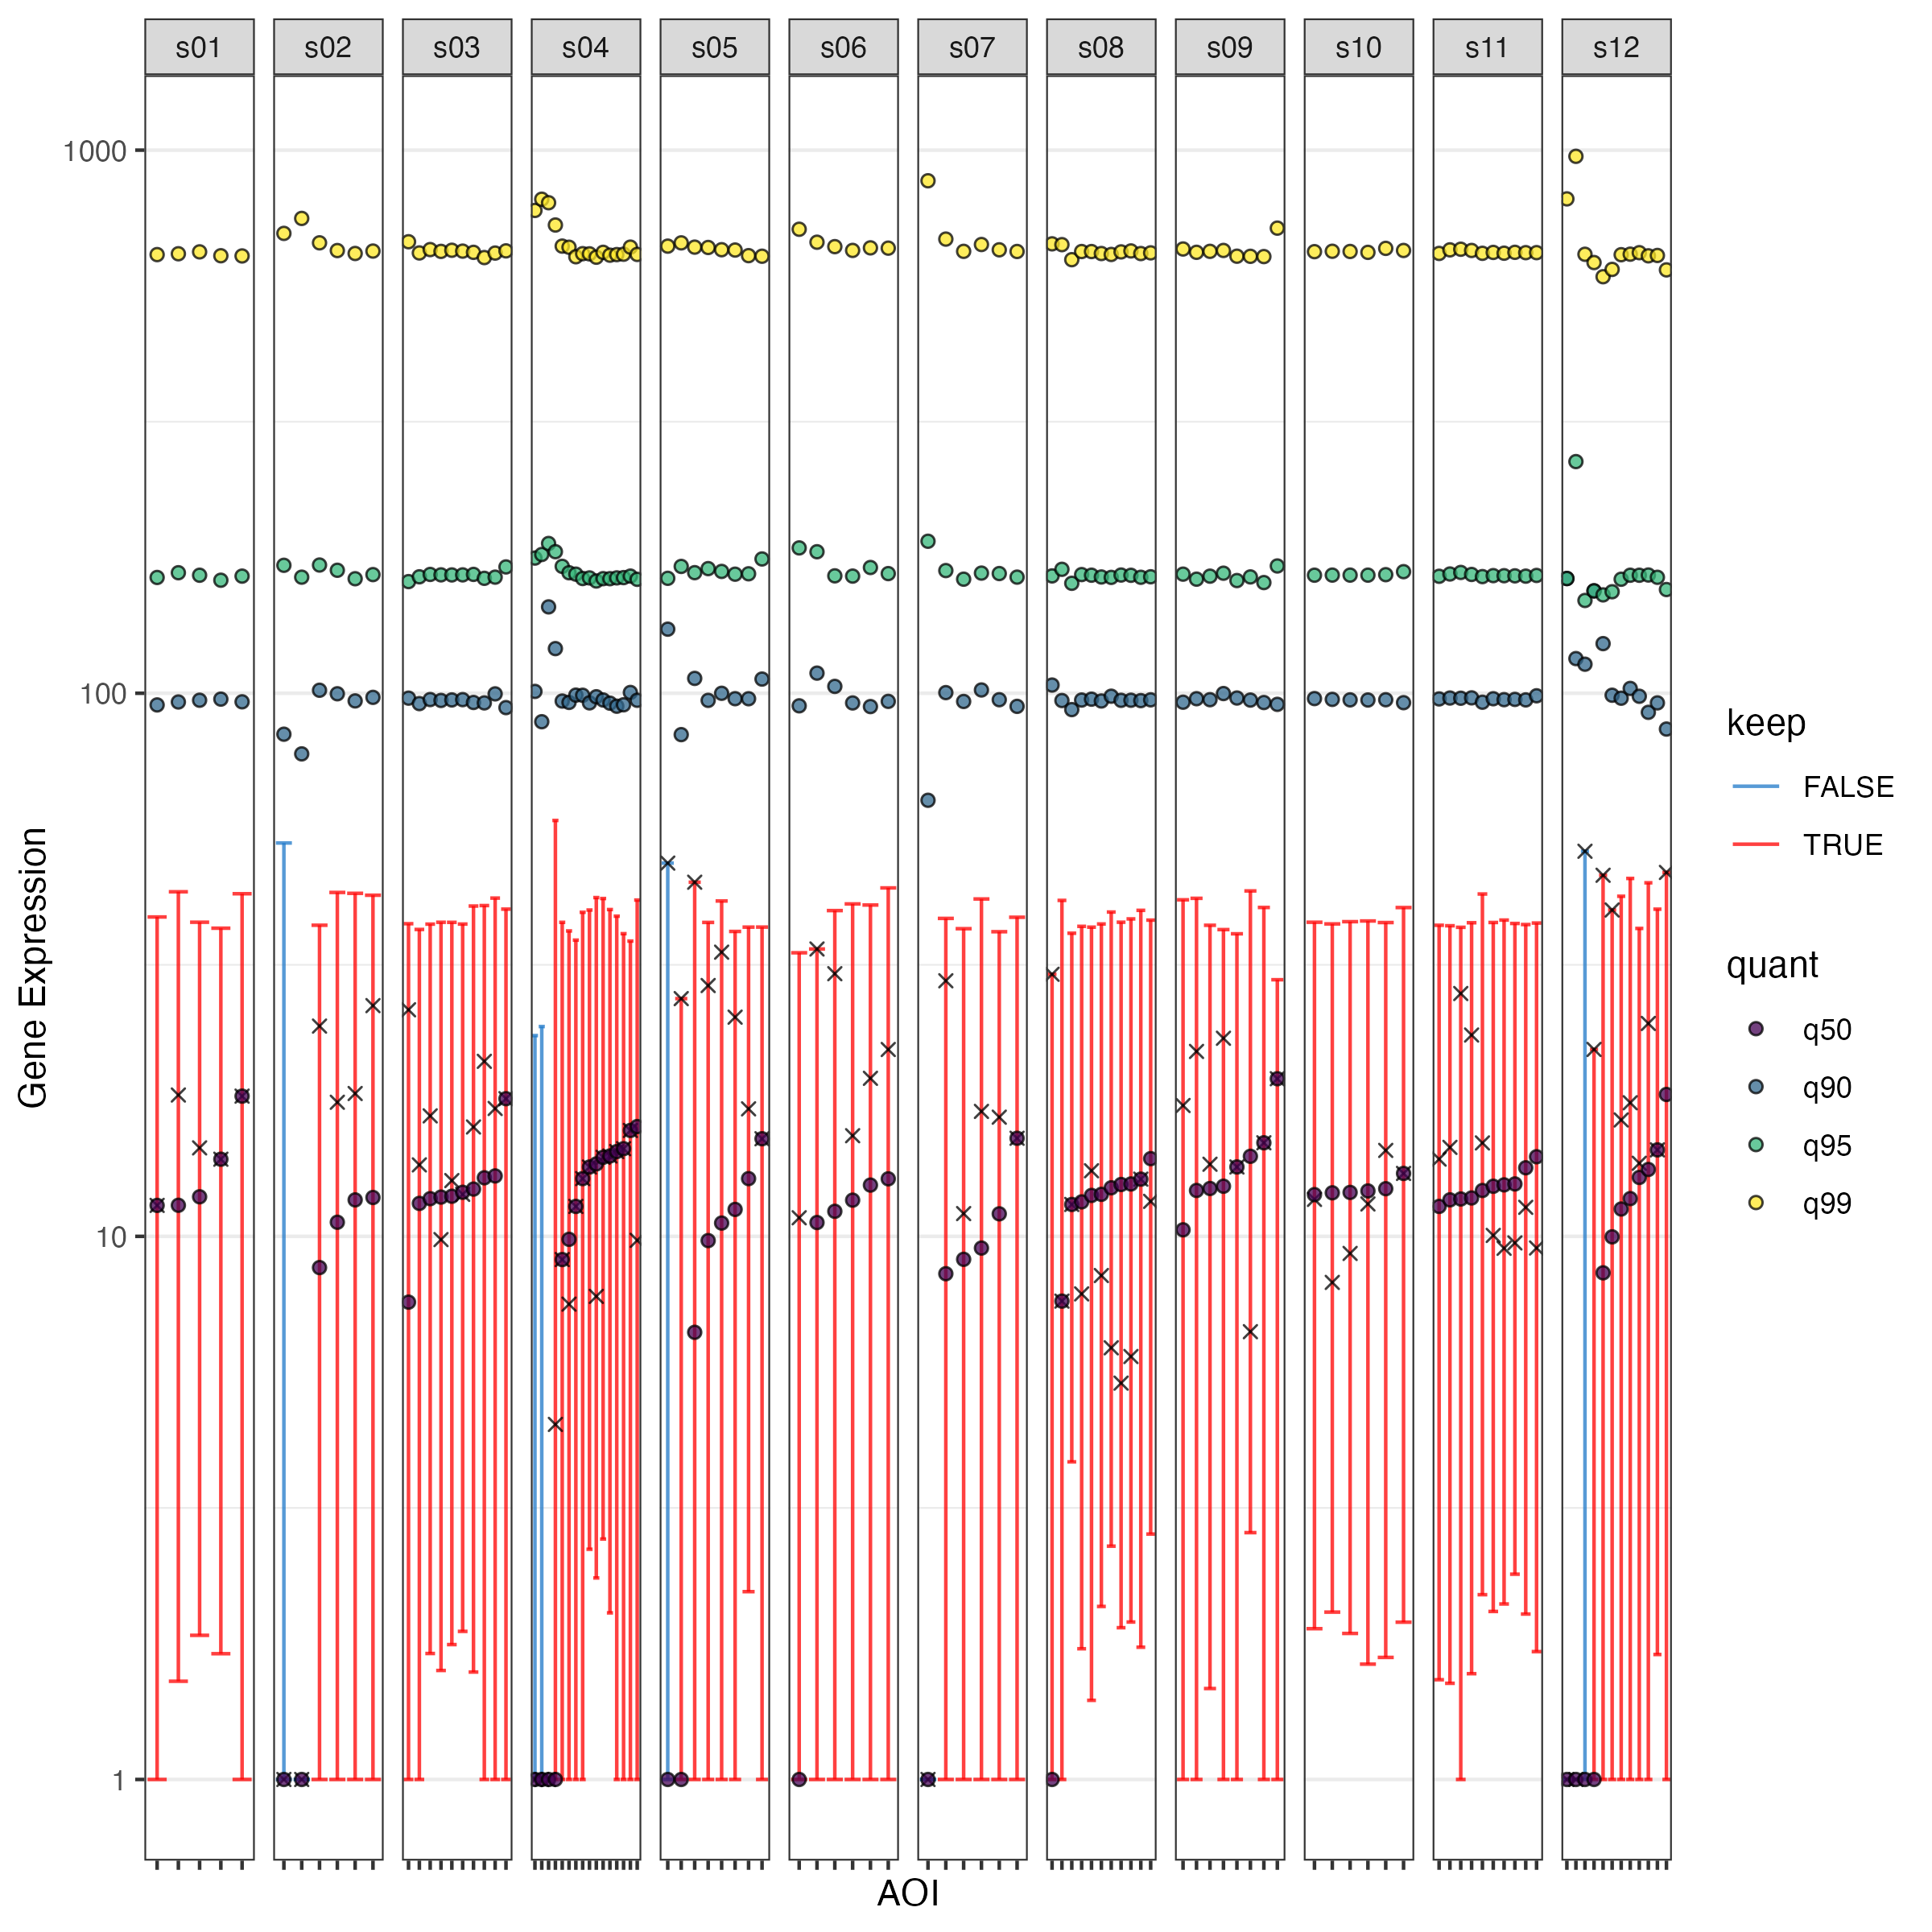 s01 s02 s03 s04 s05 s06 s07 s08 s09 s10 s11 s12
1000
100
10
1
Gene Expression
AOI
keep
FALSE
TRUE
quant
q50
q90
q95
q99